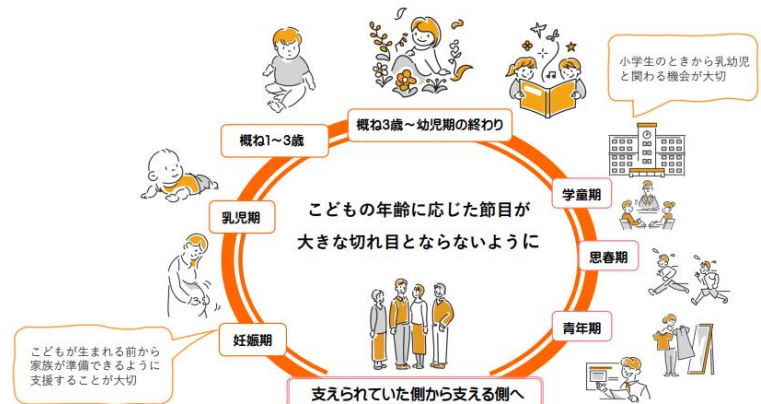 小学生のときから乳幼児
と関わる機会が大切
概ね3歳～幼児期の終わり
概ね1～3歳
学童期
乳児期
こどもの年齢に応じた節目が
大きな切れ目とならないように
思春期
青年期
妊娠期
こどもが生まれる前から
家族が準備できるように
支援することが大切
支えられていた側から支える側へ